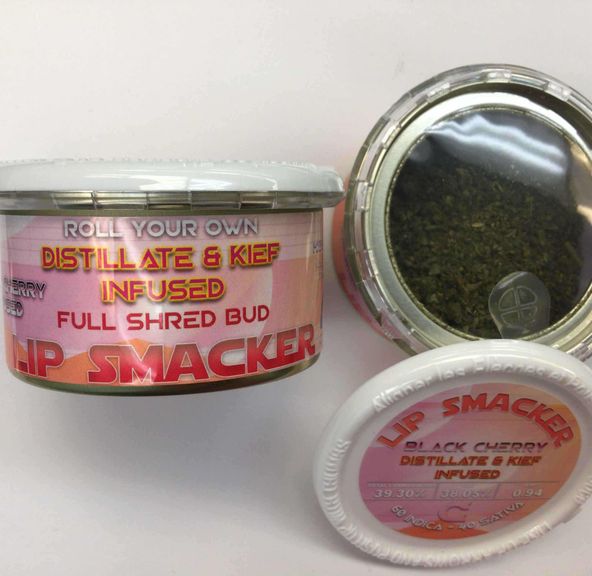 ROLL YOUR OWN
DISTILLATE & KIEF
INFUSED
FULL SHRED BUD
LIP SMACKER
LIP SMACKER
BLACK CHERRY
DISTILLATE & KIEF
INFUSED
39.30% 38.05% 0.94
60 INDICA - 40 SATIVA